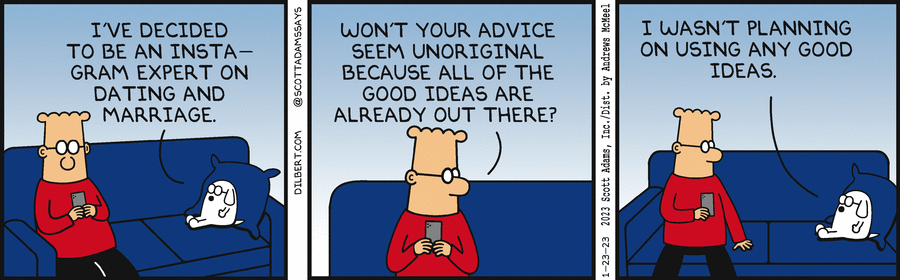 I'VE DECIDED
TO BE AN INSTA–
GRAM EXPERT ON
DATING AND
MARRIAGE.
DILBERT.COM @SCOTTADAMSSAYS
WON'T YOUR ADVICE
SEEM UNORIGINAL
BECAUSE ALL OF THE
GOOD IDEAS ARE
ALREADY OUT THERE?
1-23-23 2023 Scott Adams, Inc./Dist. by Andrews McMeel
I WASN'T PLANNING
ON USING ANY GOOD
IDEAS.